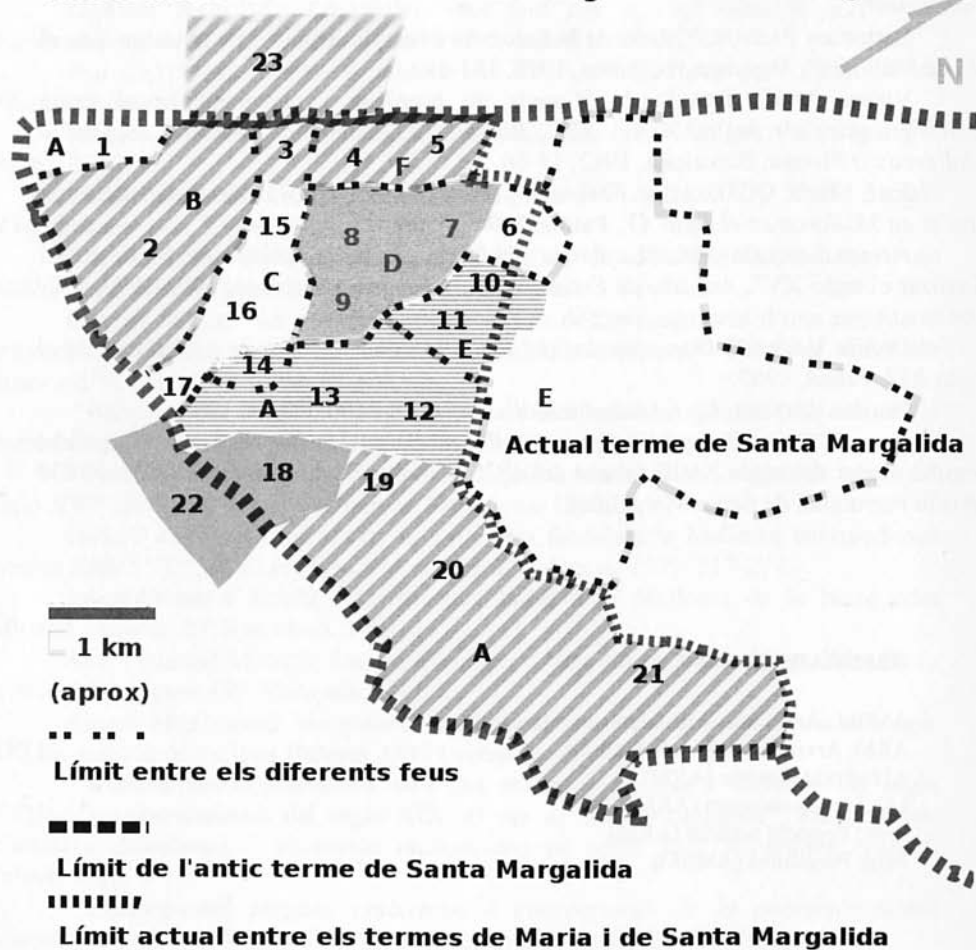 23
N
A 1
3
4
5
F
B
2
15
8
7
6
D
C
10
16
9
11
E
14
17
13
A
12
E
Actual terme de Santa Margalida
18
19
22
20
1 km
A
21
(aprox)
Límit entre els diferents feus
Límit de l'antic terme de Santa Margalida
Límit actual entre els termes de Maria i de Santa Margalida